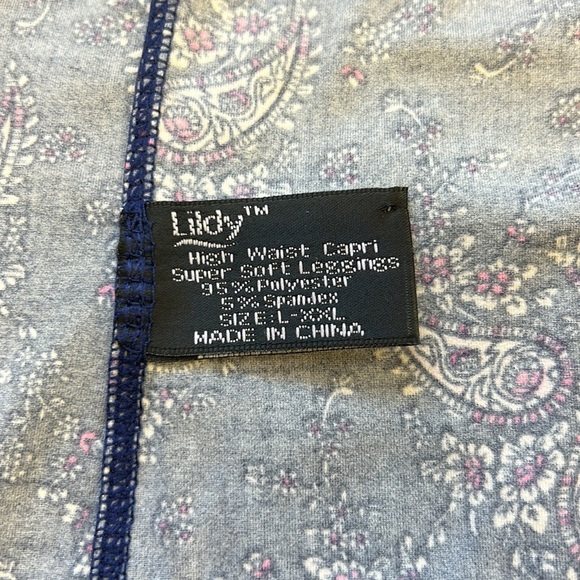 Lildy™
High Waist Capri
Super Soft Leggings
95% Polyester
5% Spandex
SIZE: L-XXL
MADE IN CHINA